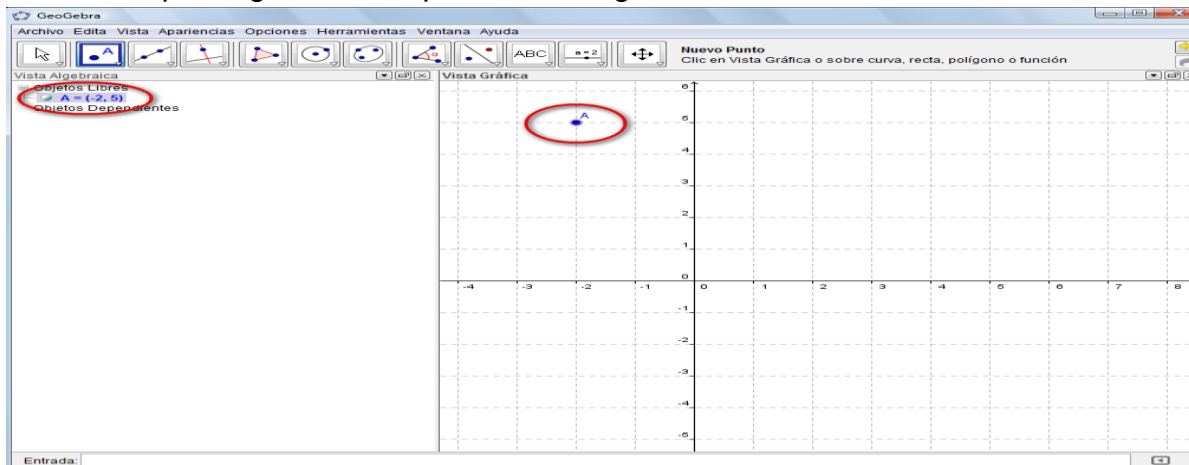 GeoGebra
Archivo Edita Vista Apariencias Opciones Herramientas Ventana Ayuda
A
ABC
a = 2
Nuevo Punto
Clic en Vista Gráfica o sobre curva, recta, polígono o función
Vista Algebraica
Vista Gráfica
Objetos Libres
A = (-2, 5)
Objetos Dependientes
A
6
5
4
3
2
1
0
-4 -3 -2 -1 0 1 2 3 4 5 6 7 8
-1
-2
-3
-4
-5
Entrada: